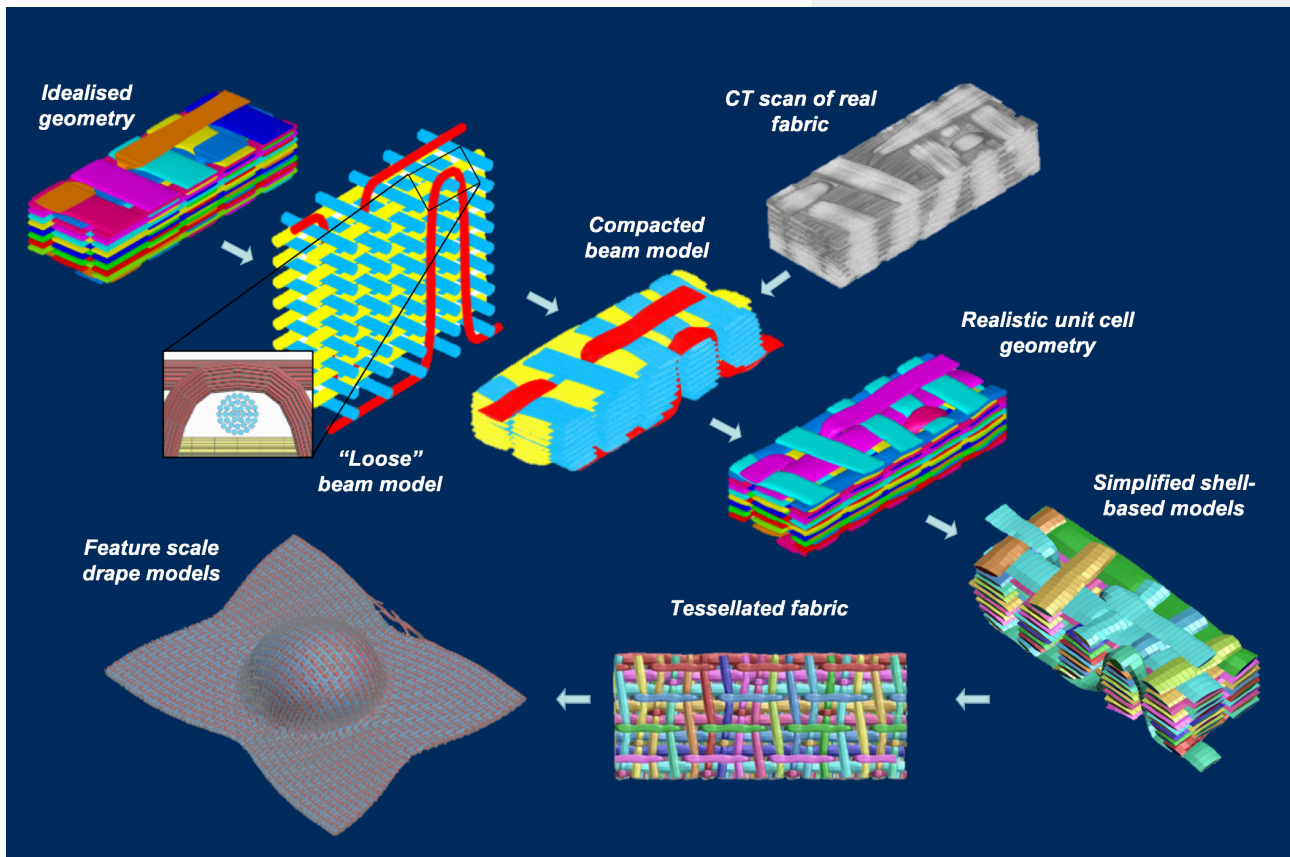 Idealised
geometry
CT scan of real
fabric
Compacted
beam model
Realistic unit cell
geometry
“Loose”
beam model
Simplified shell-
based models
Feature scale
drape models
Tessellated fabric